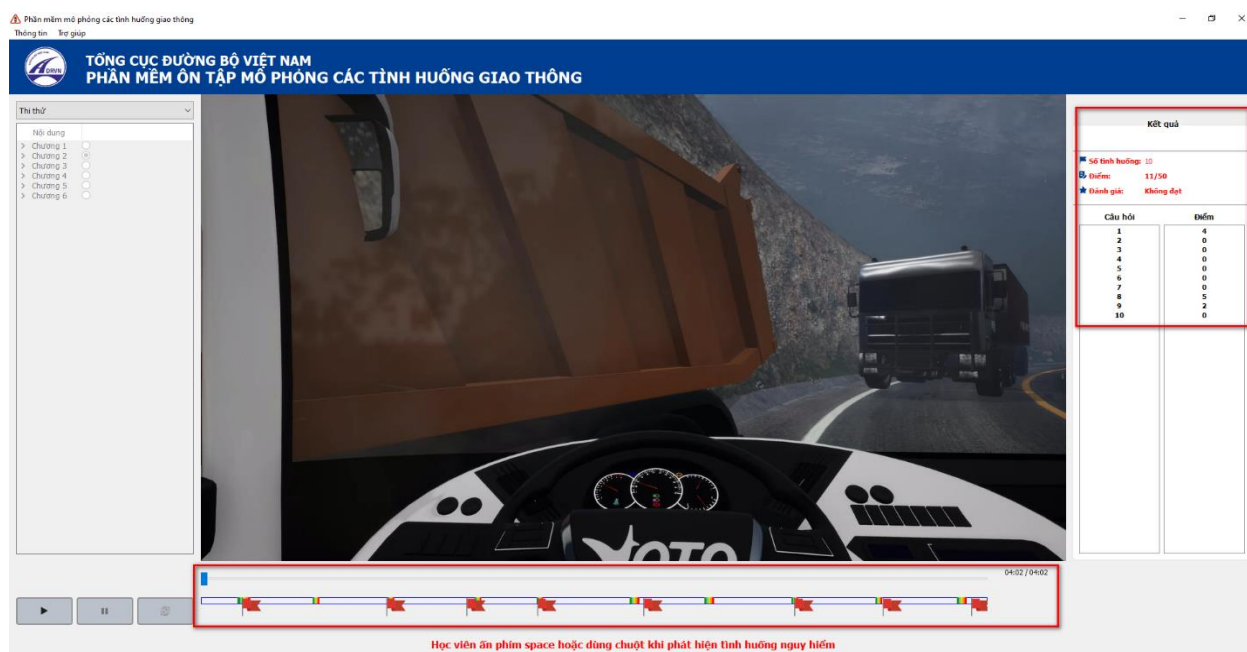 Phần mềm mô phỏng các tình huống giao thông
Thông tin Trợ giúp
TỔNG CỤC ĐƯỜNG BỘ VIỆT NAM
PHẦN MỀM ÔN TẬP MÔ PHỎNG CÁC TÌNH HUỐNG GIAO THÔNG
DRVN
Thi thử
Nội dung
Chương 1
Chương 2
Chương 3
Chương 4
Chương 5
Chương 6
Kết quả
Số tình huống: 10
Điểm: 11/50
Đánh giá: Không đạt
Câu hỏi Điểm
1 4
2 0
3 0
4 0
5 0
6 0
7 0
8 5
9 2
10 0
04:02 / 04:02
Học viên ấn phím space hoặc dùng chuột khi phát hiện tình huống nguy hiểm